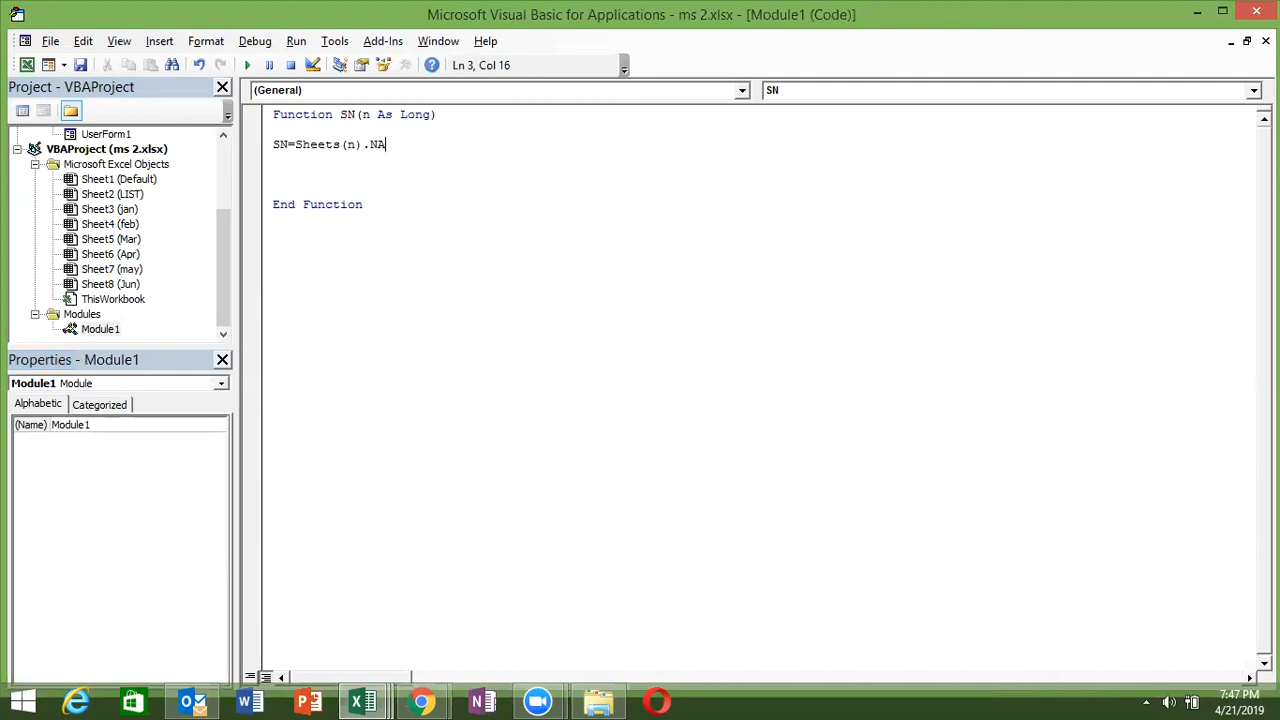 Microsoft Visual Basic for Applications - ms 2.xlsx - [Module1 (Code)]
File Edit View Insert Format Debug Run Tools Add-Ins Window Help
Ln 3, Col 16
Project - VBAProject
(General)
SN
UserForm1
VBAProject (ms 2.xlsx)
Microsoft Excel Objects
Sheet1 (Default)
Sheet2 (LIST)
Sheet3 (jan)
Sheet4 (feb)
Sheet5 (Mar)
Sheet6 (Apr)
Sheet7 (may)
Sheet8 (Jun)
ThisWorkbook
Modules
Module1
Function SN(n As Long)
SN=Sheets(n).NA
End Function
Properties - Module1
Module1 Module
Alphabetic Categorized
(Name) Module1
7:47 PM
4/21/2019